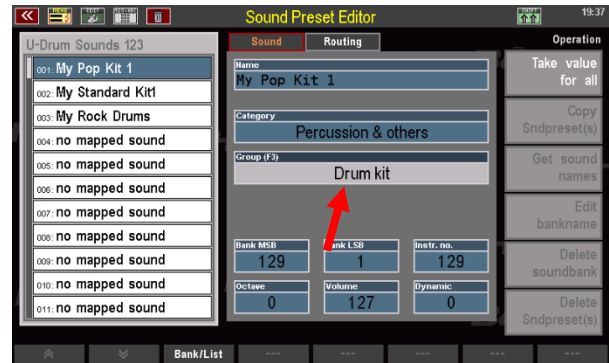 MENU
EDIT
SHIFT
Sound Preset Editor
19:37
U-Drum Sounds 123
Sound
Routing
Operation
001: My Pop Kit 1
002: My Standard Kit1
003: My Rock Drums
004: no mapped sound
005: no mapped sound
006: no mapped sound
007: no mapped sound
008: no mapped sound
009: no mapped sound
010: no mapped sound
011: no mapped sound
Name
My Pop Kit 1
Category
Percussion & others
Group (F3)
Drum kit
Bank MSB
129
Bank LSB
1
Instr. no.
129
Octave
0
Volume
127
Dynamic
0
Take value
for all
Copy
Sndpreset(s)
Get sound
names
Edit
bankname
Delete
soundbank
Delete
Sndpreset(s)
Bank/List
---
---
---
---
---